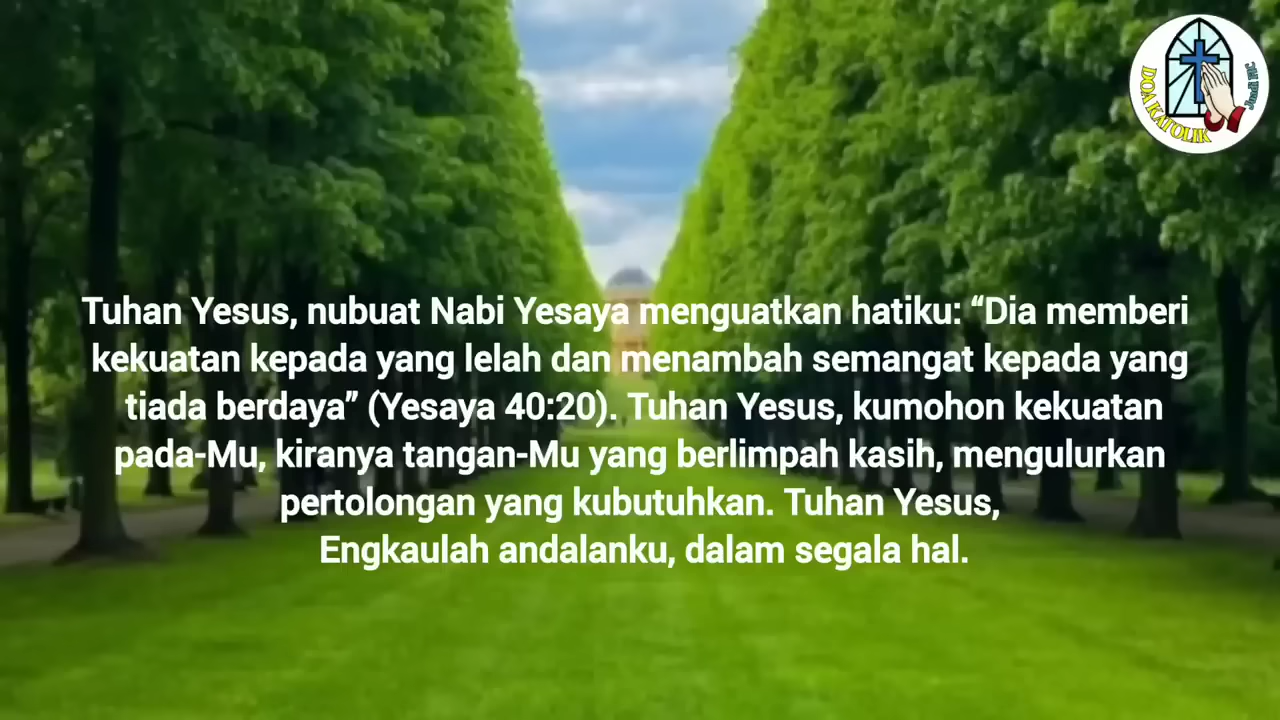 Tuhan Yesus, nubuat Nabi Yesaya menguatkan hatiku: “Dia memberi
kekuatan kepada yang lelah dan menambah semangat kepada yang
tiada berdaya” (Yesaya 40:20). Tuhan Yesus, kumohon kekuatan
pada-Mu, kiranya tangan-Mu yang berlimpah kasih, mengulurkan
pertolongan yang kubutuhkan. Tuhan Yesus,
Engkaulah andalanku, dalam segala hal.
DOA KATOLIK